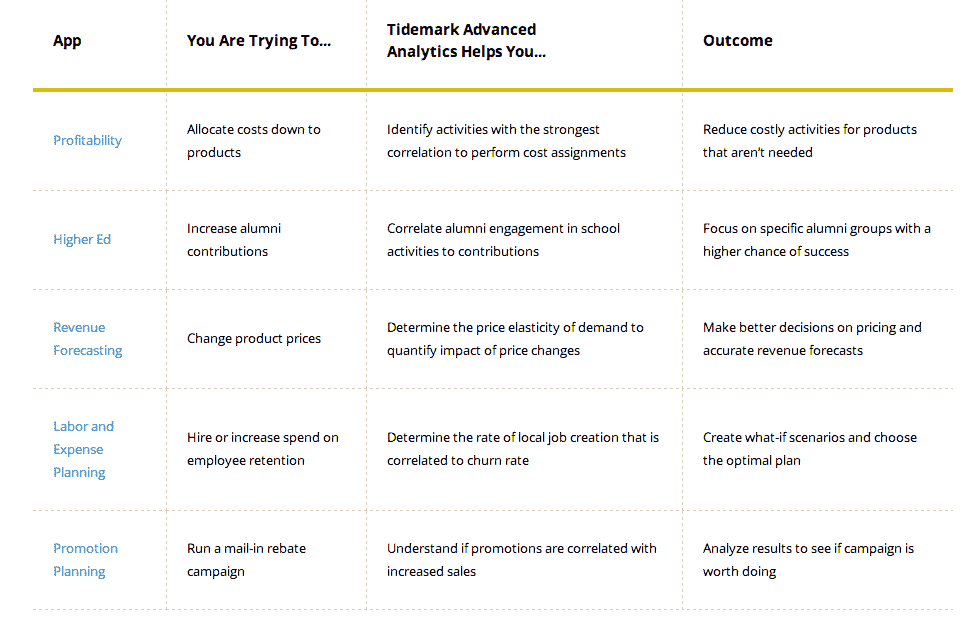 App
You Are Trying To...
Tidemark Advanced
Analytics Helps You...
Outcome
Profitability
Allocate costs down to
products
Identify activities with the strongest
correlation to perform cost assignments
Reduce costly activities for products
that aren't needed
Higher Ed
Increase alumni
contributions
Correlate alumni engagement in school
activities to contributions
Focus on specific alumni groups with a
higher chance of success
Revenue
Forecasting
Change product prices
Determine the price elasticity of demand to
quantify impact of price changes
Make better decisions on pricing and
accurate revenue forecasts
Labor and
Expense
Planning
Hire or increase spend on
employee retention
Determine the rate of local job creation that is
correlated to churn rate
Create what-if scenarios and choose
the optimal plan
Promotion
Planning
Run a mail-in rebate
campaign
Understand if promotions are correlated with
increased sales
Analyze results to see if campaign is
worth doing